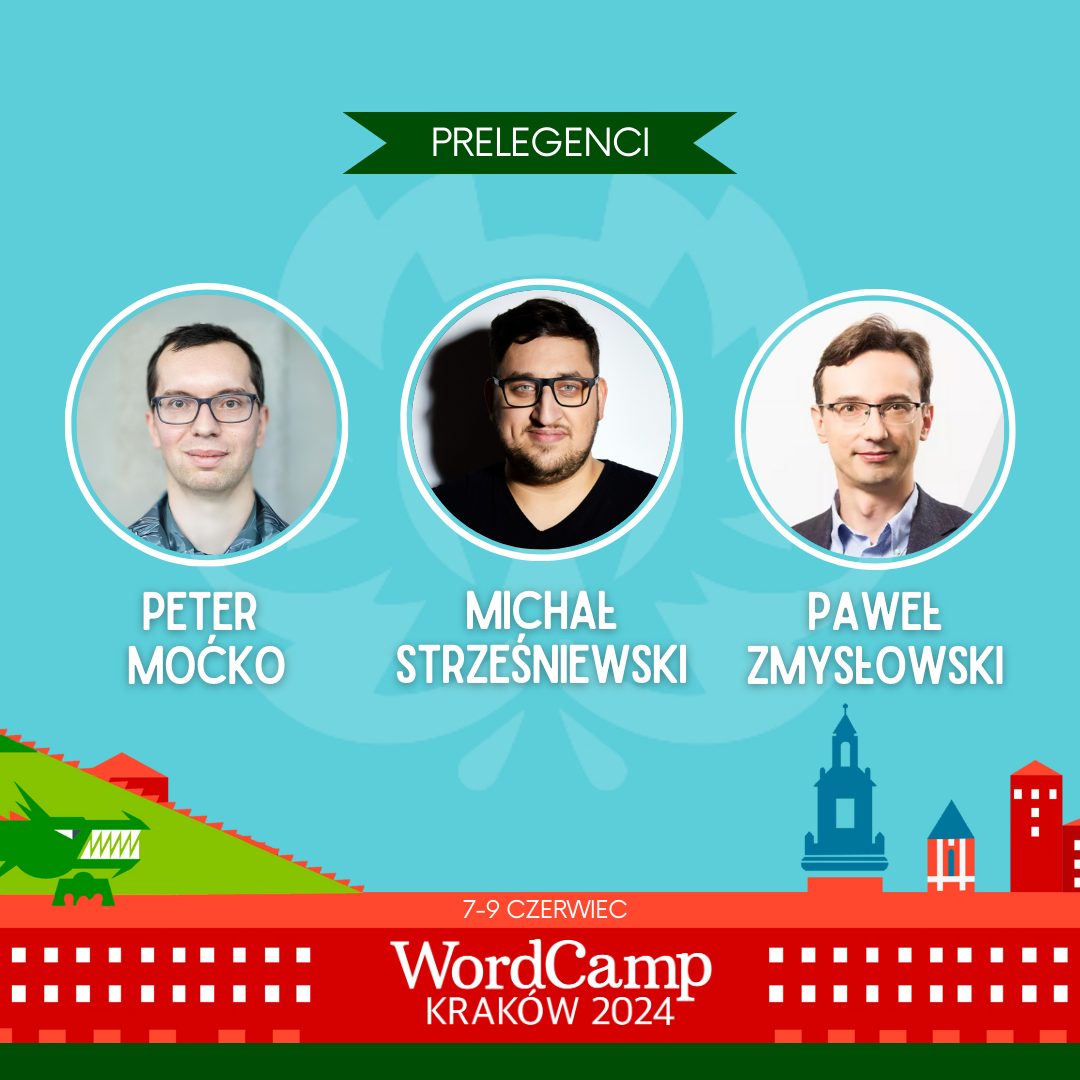 PRELEGENCI
PETER
MOĆKO
MICHAŁ
STRZEŚNIEWSKI
PAWEŁ
ZMYSŁOWSKI
7-9 CZERWIEC
WordCamp
KRAKÓW 2024